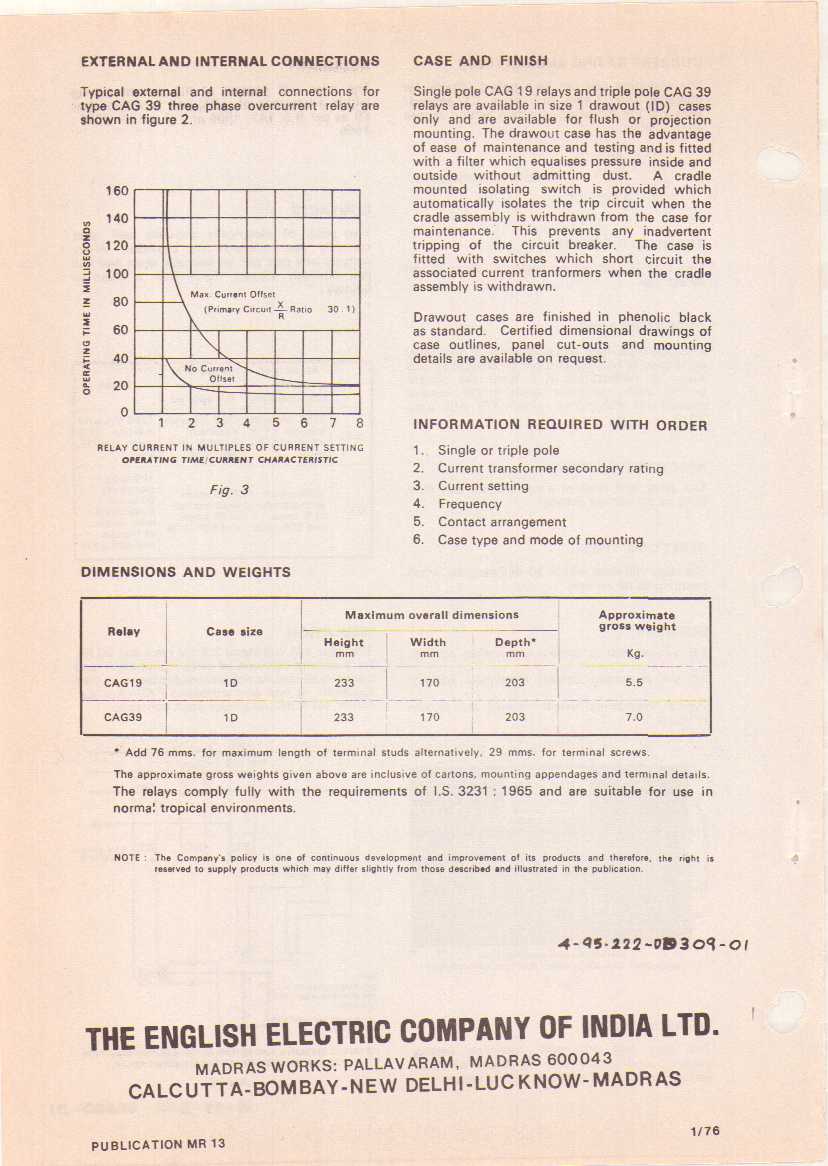 EXTERNAL AND INTERNAL CONNECTIONS
Typical external and internal connections for
type CAG 39 three phase overcurrent relay are
shown in figure 2.
OPERATING TIME IN MILLISECONDS
160
140
120
100
80
60
40
20
0
Max. Current Offset
(Primary Circuit X/R Ratio 30 : 1)
No Current
Offset
1 2 3 4 5 6 7 8
RELAY CURRENT IN MULTIPLES OF CURRENT SETTING
OPERATING TIME/CURRENT CHARACTERISTIC
Fig. 3
CASE AND FINISH
Single pole CAG 19 relays and triple pole CAG 39
relays are available in size 1 drawout (ID) cases
only and are available for flush or projection
mounting. The drawout case has the advantage
of ease of maintenance and testing and is fitted
with a filter which equalises pressure inside and
outside without admitting dust. A cradle
mounted isolating switch is provided which
automatically isolates the trip circuit when the
cradle assembly is withdrawn from the case for
maintenance. This prevents any inadvertent
tripping of the circuit breaker. The case is
fitted with switches which short circuit the
associated current tranformers when the cradle
assembly is withdrawn.
Drawout cases are finished in phenolic black
as standard. Certified dimensional drawings of
case outlines, panel cut-outs and mounting
details are available on request.
INFORMATION REQUIRED WITH ORDER
1. Single or triple pole
2. Current transformer secondary rating
3. Current setting
4. Frequency
5. Contact arrangement
6. Case type and mode of mounting
DIMENSIONS AND WEIGHTS
Relay Case size Maximum overall dimensions Approximate gross weight
Height Width Depth*
mm mm mm Kg.
CAG19 1D 233 170 203 5.5
CAG39 1D 233 170 203 7.0
* Add 76 mms. for maximum length of terminal studs alternatively, 29 mms. for terminal screws.
The approximate gross weights given above are inclusive of cartons, mounting appendages and terminal details.
The relays comply fully with the requirements of I.S. 3231 : 1965 and are suitable for use in
normal tropical environments.
NOTE : The Company's policy is one of continuous development and improvement of its products and therefore, the right is
reserved to supply products which may differ slightly from those described and illustrated in the publication.
4-95-222-0309-01
THE ENGLISH ELECTRIC COMPANY OF INDIA LTD.
MADRAS WORKS: PALLAVARAM, MADRAS 600043
CALCUTTA-BOMBAY-NEW DELHI-LUCKNOW-MADRAS
PUBLICATION MR 13
1/76